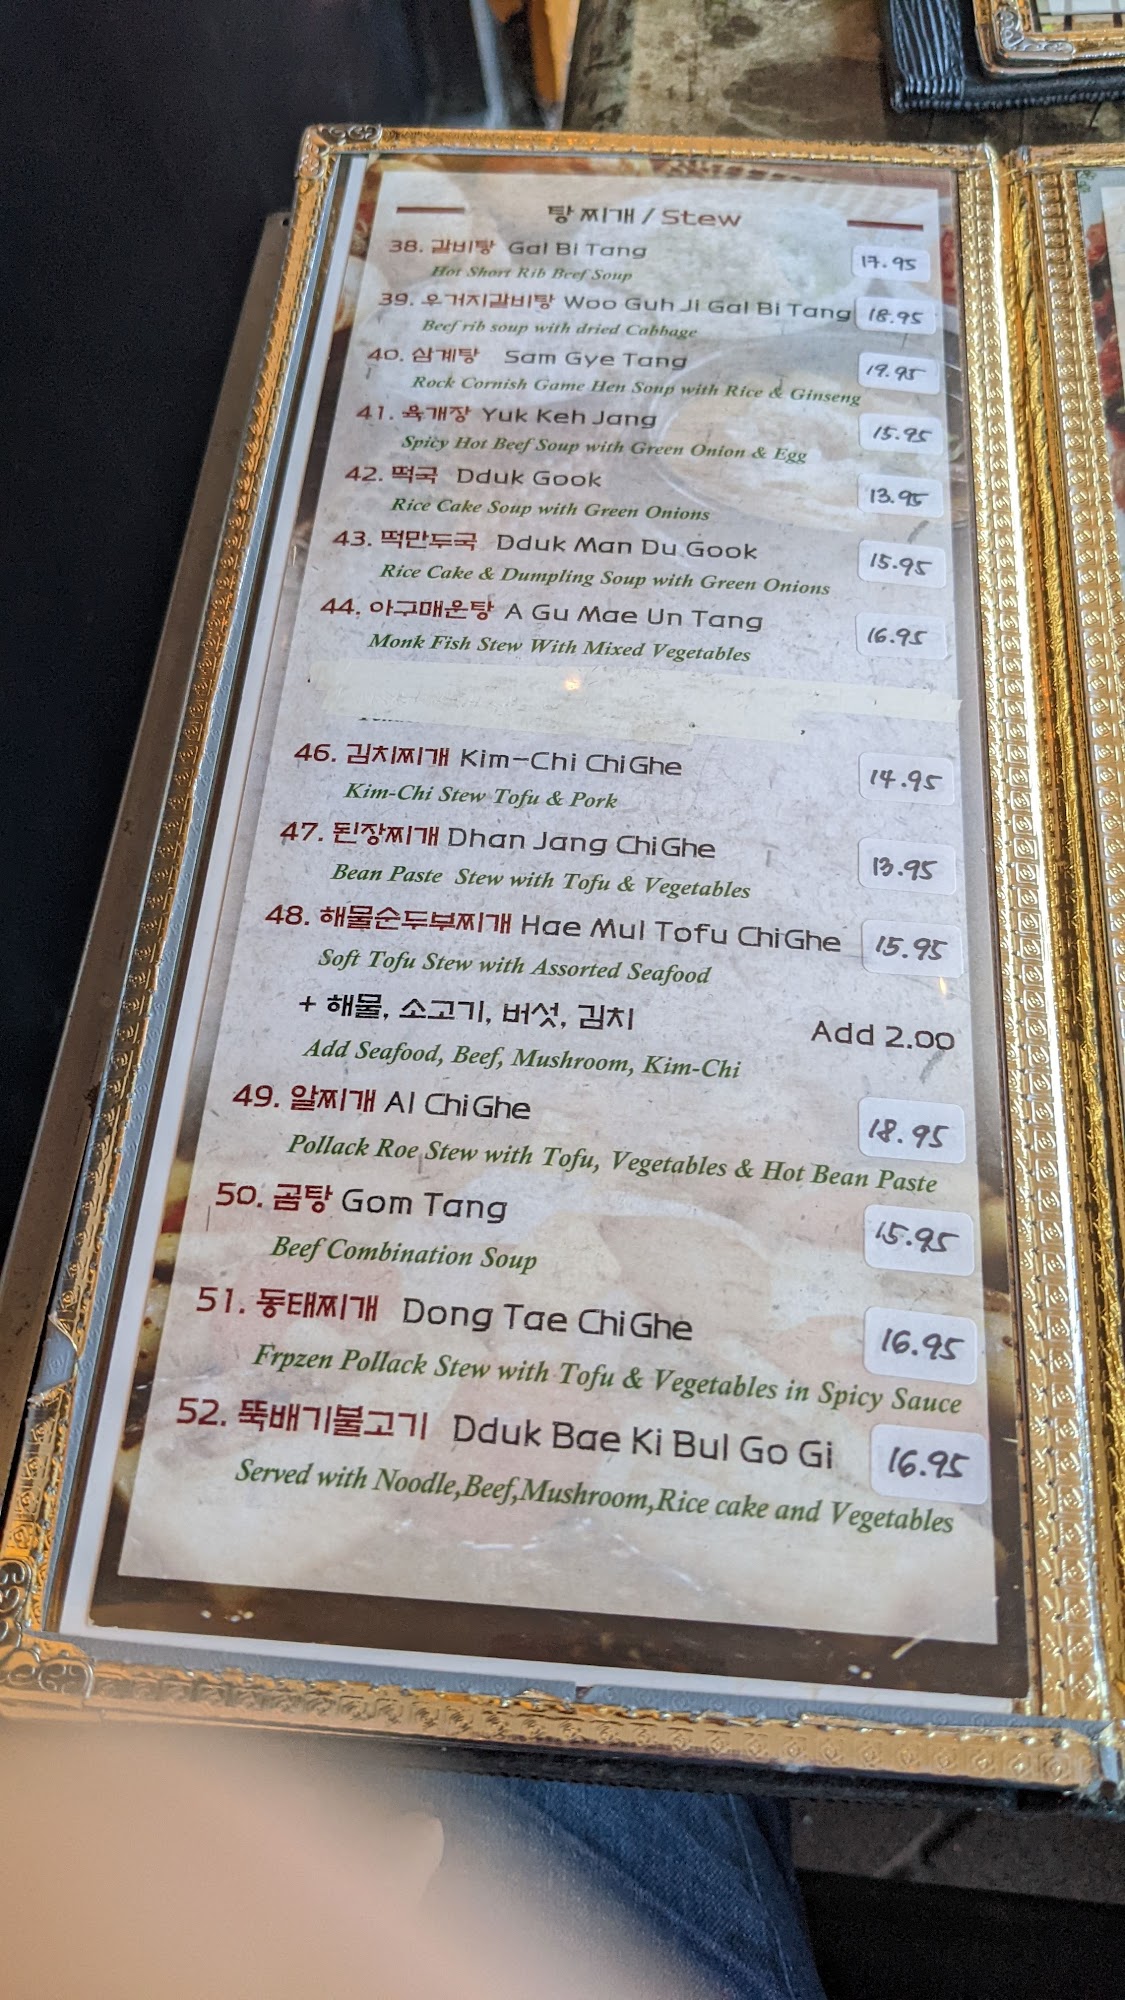 탕 찌개 / Stew
38. 갈비탕 Gal Bi Tang 17.95
Hot Short Rib Beef Soup
39. 우거지갈비탕 Woo Guh Ji Gal Bi Tang 18.95
Beef rib soup with dried Cabbage
40. 삼계탕 Sam Gye Tang 19.95
Rock Cornish Game Hen Soup with Rice & Ginseng
41. 육개장 Yuk Keh Jang 15.95
Spicy Hot Beef Soup with Green Onion & Egg
42. 떡국 Dduk Gook 13.95
Rice Cake Soup with Green Onions
43. 떡만두국 Dduk Man Du Gook 15.95
Rice Cake & Dumpling Soup with Green Onions
44. 아구매운탕 A Gu Mae Un Tang 16.95
Monk Fish Stew With Mixed Vegetables
46. 김치찌개 Kim-Chi ChiGhe 14.95
Kim-Chi Stew Tofu & Pork
47. 된장찌개 Dhan Jang ChiGhe 13.95
Bean Paste Stew with Tofu & Vegetables
48. 해물순두부찌개 Hae Mul Tofu ChiGhe 15.95
Soft Tofu Stew with Assorted Seafood
+ 해물, 소고기, 버섯, 김치 Add 2.00
Add Seafood, Beef, Mushroom, Kim-Chi
49. 알찌개 Al ChiGhe 18.95
Pollack Roe Stew with Tofu, Vegetables & Hot Bean Paste
50. 곰탕 Gom Tang 15.95
Beef Combination Soup
51. 동태찌개 Dong Tae ChiGhe 16.95
Frpzen Pollack Stew with Tofu & Vegetables in Spicy Sauce
52. 뚝배기불고기 Dduk Bae Ki Bul Go Gi 16.95
Served with Noodle,Beef,Mushroom,Rice cake and Vegetables